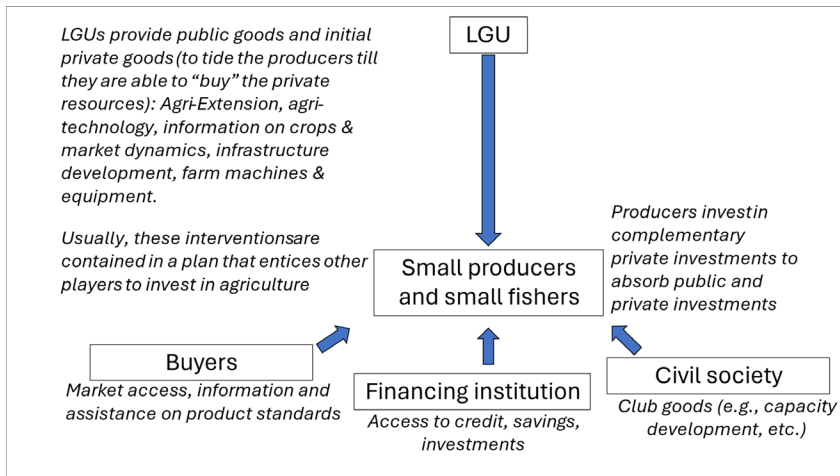 LGUs provide public goods and initial
private goods (to tide the producers till
they are able to “buy” the private
resources): Agri-Extension, agri-
technology, information on crops &
market dynamics, infrastructure
development, farm machines &
equipment.
Usually, these interventionsare
contained in a plan that entices other
players to invest in agriculture
LGU
Small producers
and small fishers
Producers investin
complementary
private investments to
absorb public and
private investments
Buyers
Market access, information and
assistance on product standards
Financing institution
Access to credit, savings,
investments
Civil society
Club goods (e.g., capacity
development, etc.)